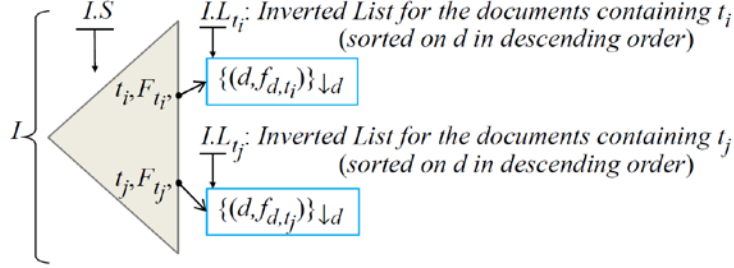 I.S
I.L_{t_i}: Inverted List for the documents containing t_i
(sorted on d in descending order)
t_i,F_{t_i},
{(d,f_{d,t_i})}↓d
I
I.L_{t_j}: Inverted List for the documents containing t_j
(sorted on d in descending order)
t_j,F_{t_j},
{(d,f_{d,t_j})}↓d